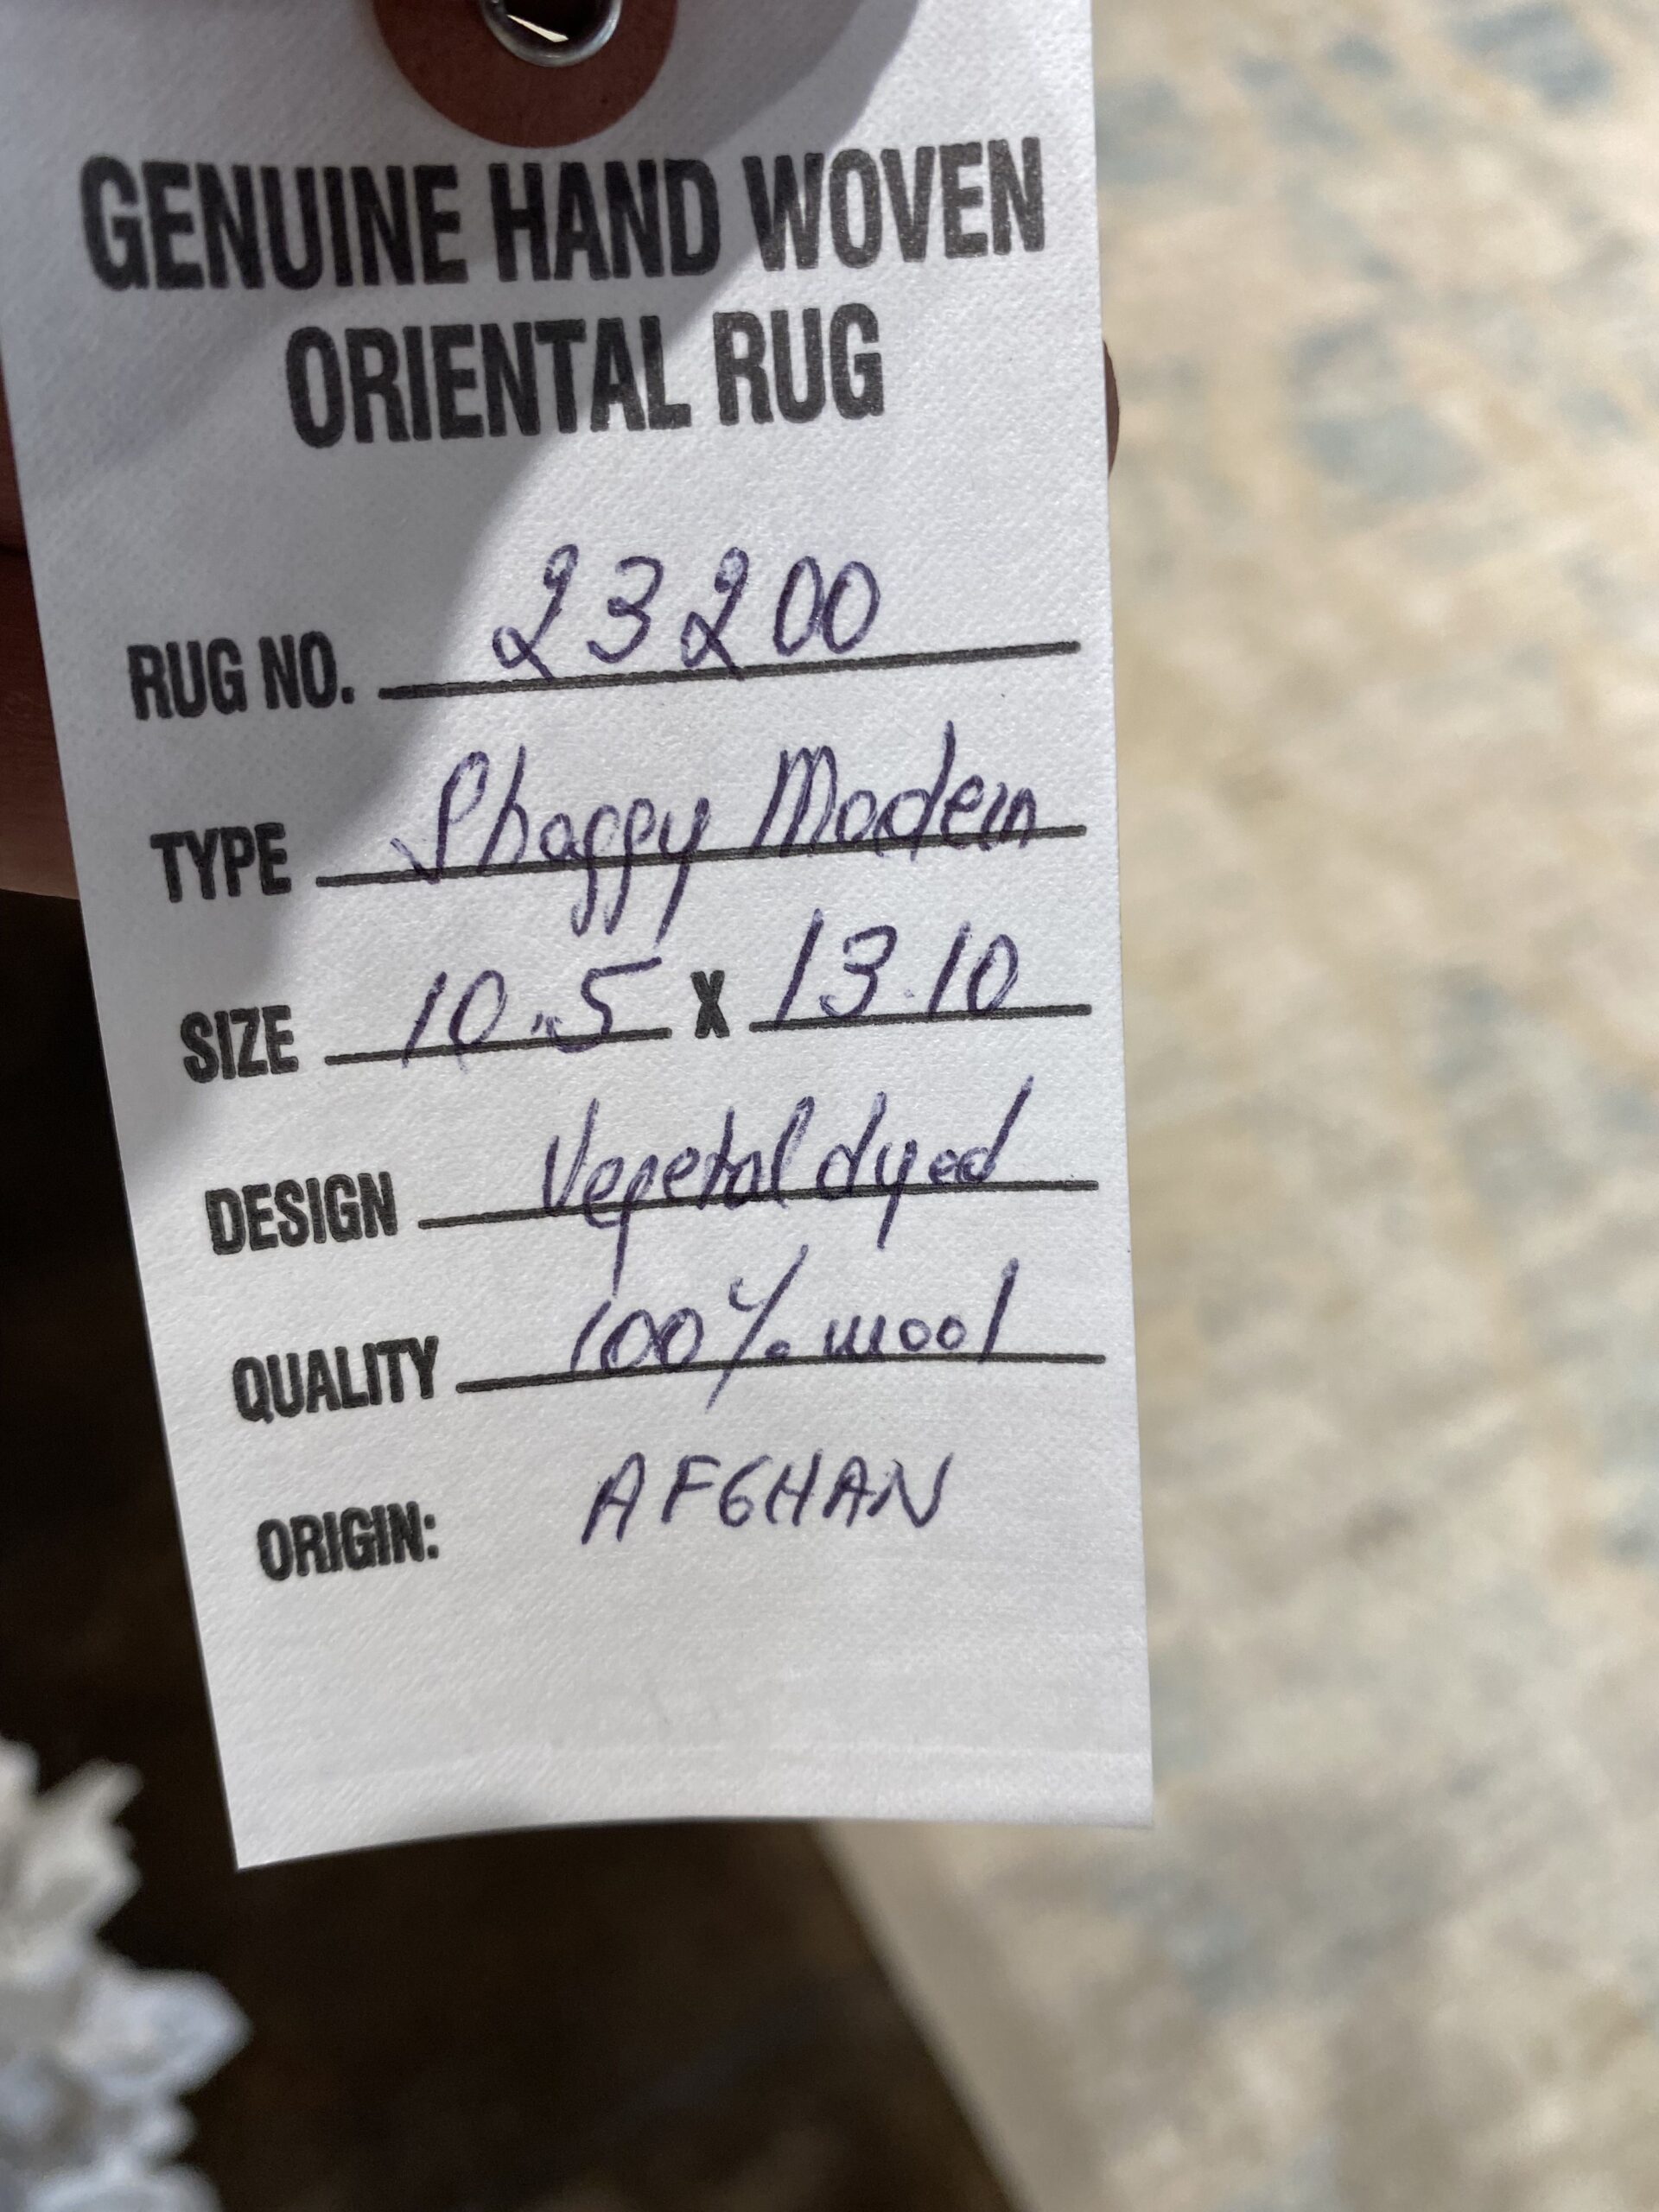 GENUINE HAND WOVEN
ORIENTAL RUG
RUG NO. 23200
TYPE Shaggy Modern
SIZE 10.5 X 13.10
DESIGN Vegetal dyed
QUALITY 100% wool
ORIGIN: AFGHAN